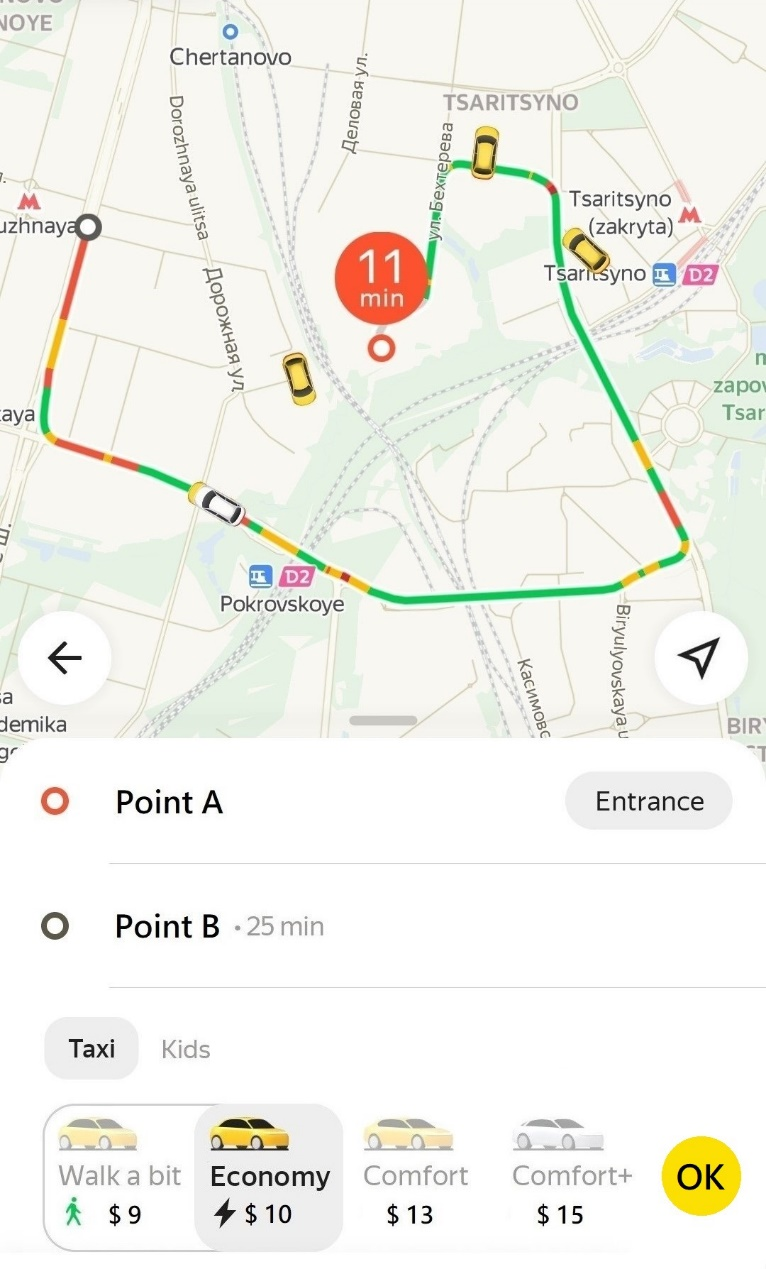 NOYE
Chertanovo
Dorozhnaya ulitsa
Деловая ул.
TSARITSYNO
ул. Бехтерева
Tsaritsyno
(zakryta)
uzhnaya
11
min
Tsaritsyno
D2
Дорожная ул.
zapov
Tsar
D2
Pokrovskoye
Biryulyovskaya u
Касимовс
demika
BIRY
Point A
Entrance
Point B • 25 min
Taxi
Kids
Walk a bit
Economy
Comfort
Comfort+
$ 9
$ 10
$ 13
$ 15
OK